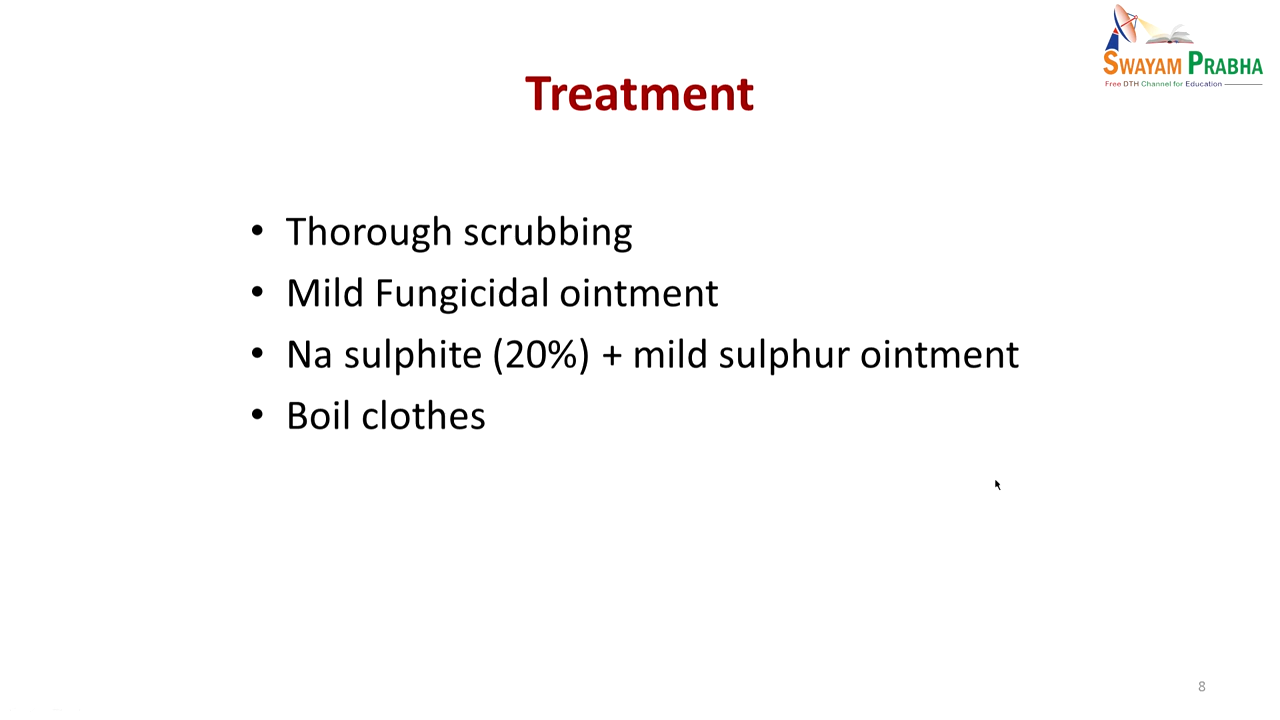 SWAYAM PRABHA
Free DTH Channel for Education
Treatment
• Thorough scrubbing
• Mild Fungicidal ointment
• Na sulphite (20%) + mild sulphur ointment
• Boil clothes
8